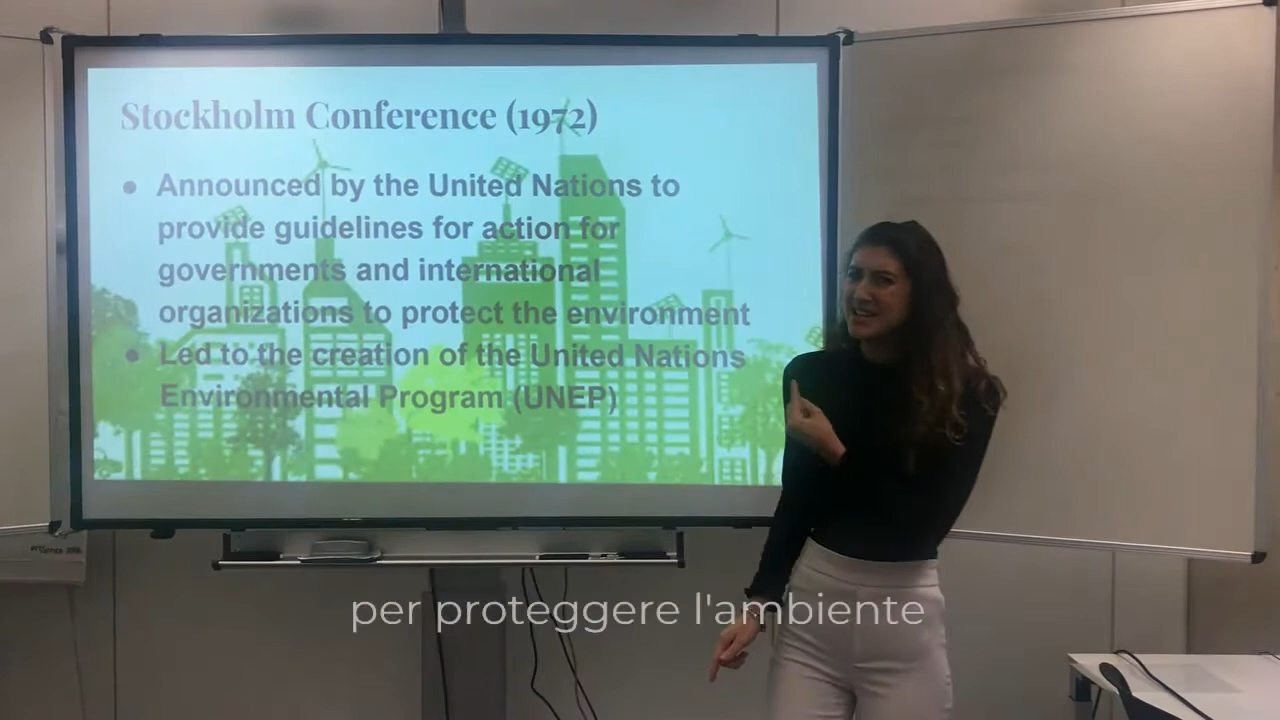 Stockholm Conference (1972)
● Announced by the United Nations to
provide guidelines for action for
governments and international
organizations to protect the environment
● Led to the creation of the United Nations
Environmental Program (UNEP)
per proteggere l'ambiente